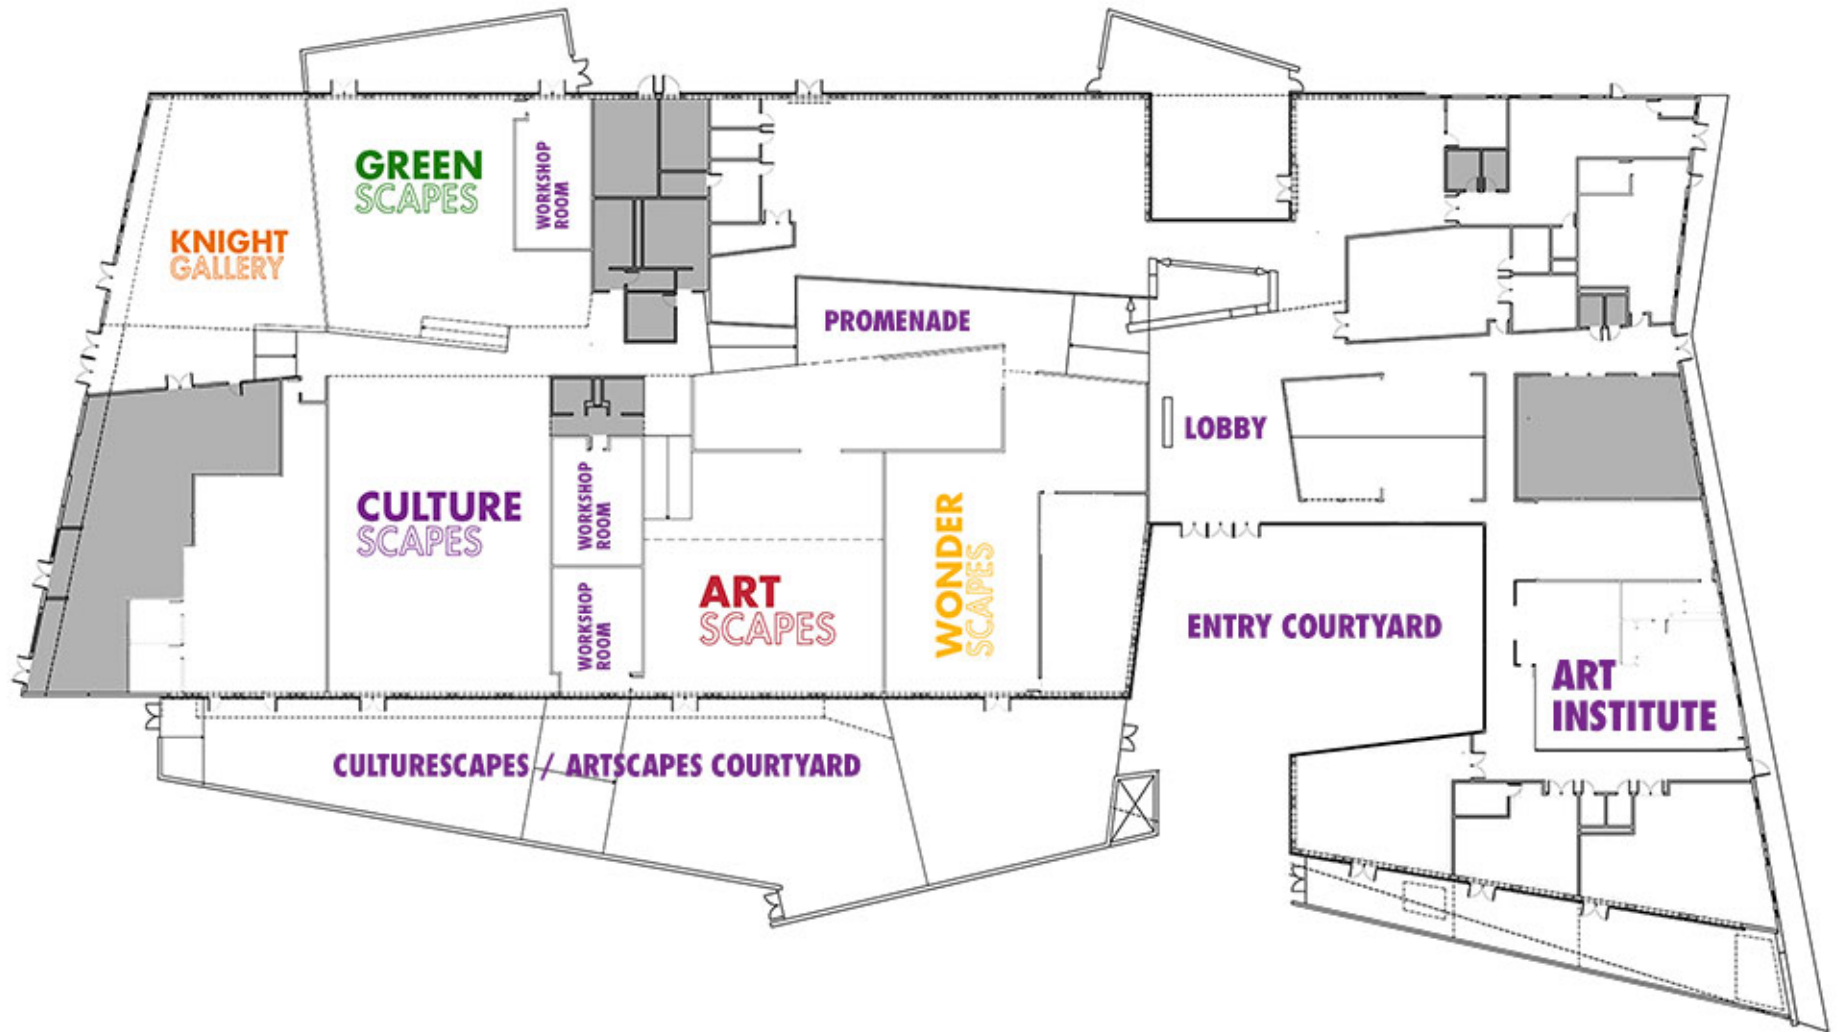 GREEN
SCAPES
WORKSHOP
ROOM
KNIGHT
GALLERY
PROMENADE
LOBBY
CULTURE
SCAPES
WORKSHOP
ROOM
WORKSHOP
ROOM
ART
SCAPES
WONDER
SCAPES
ENTRY COURTYARD
ART
INSTITUTE
CULTURESCAPES / ARTSCAPES COURTYARD